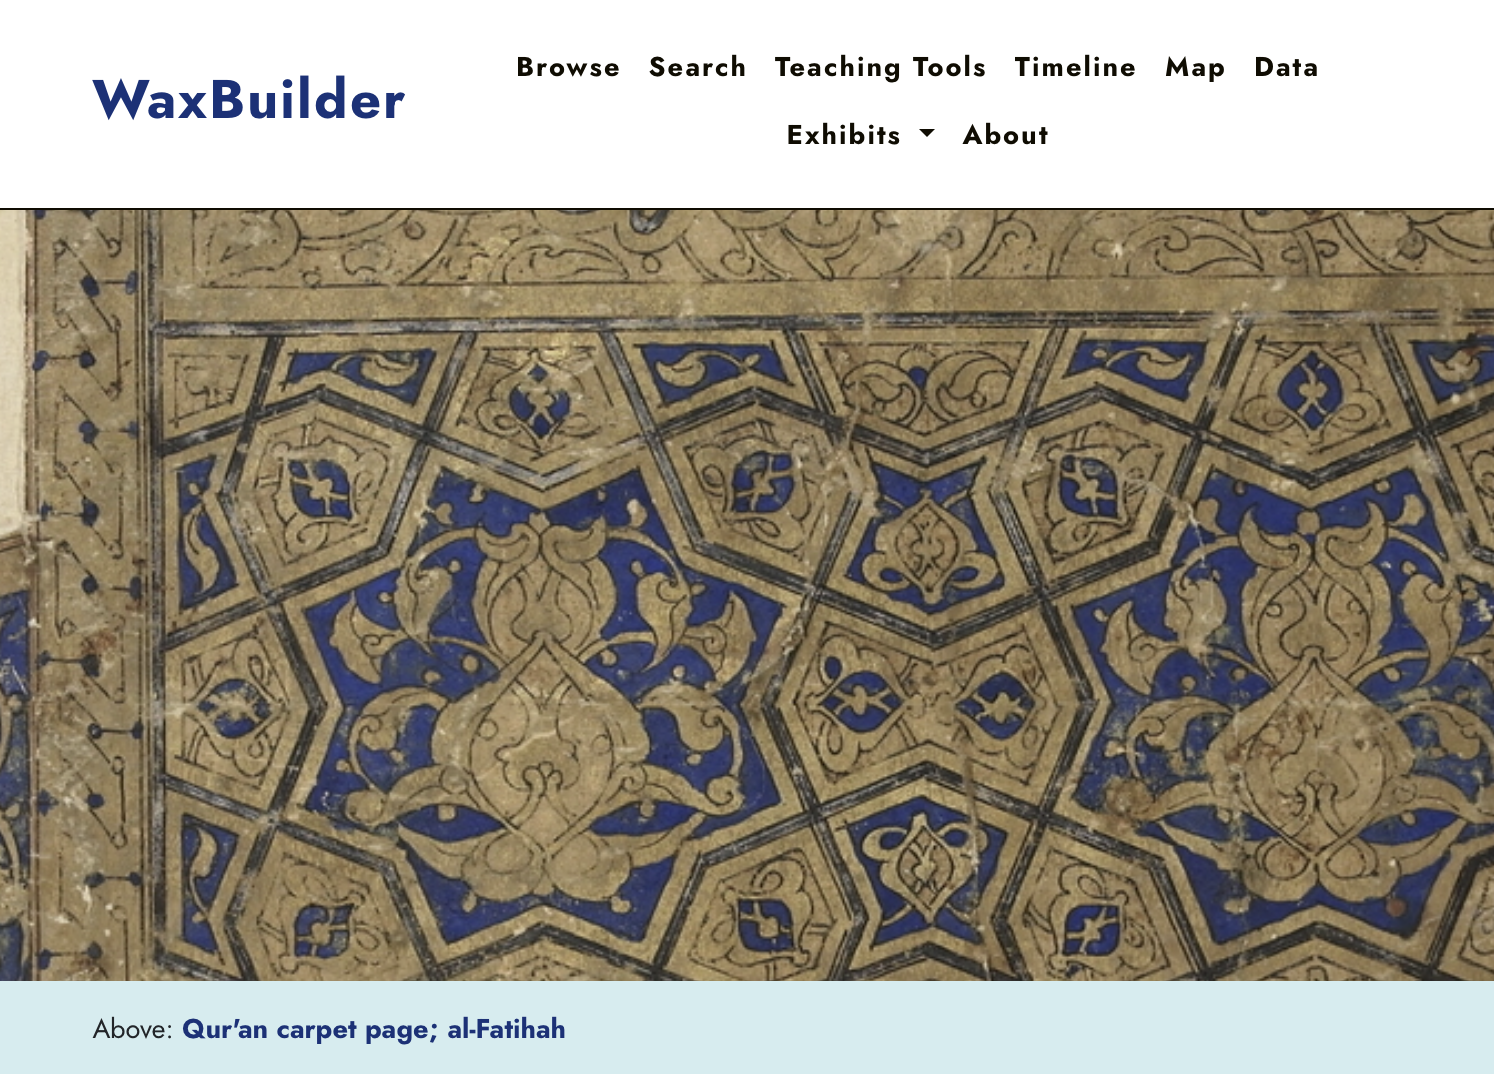 WaxBuilder
Browse Search Teaching Tools Timeline Map Data
Exhibits About
Above: Qur'an carpet page; al-Fatihah